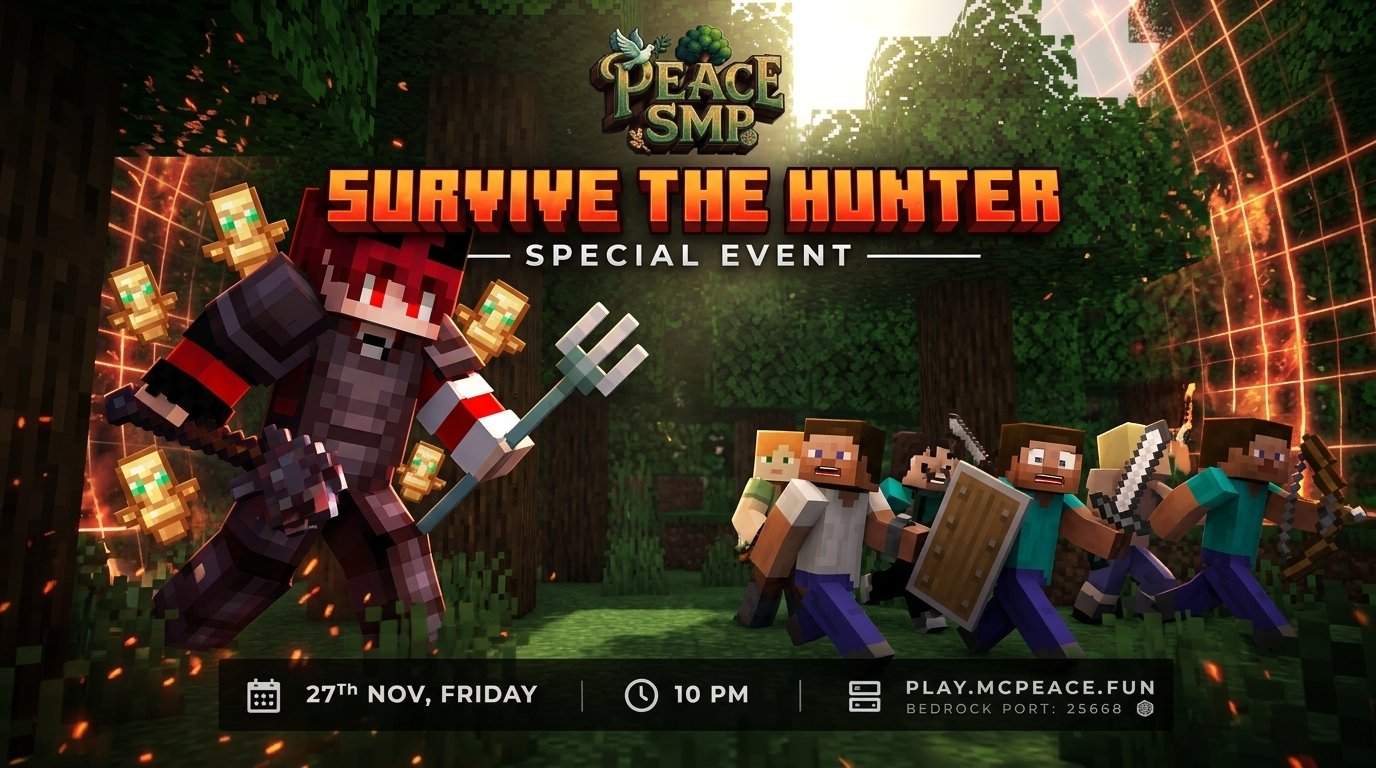 PEACE
SMP
SURVIVE THE HUNTER
SPECIAL EVENT
27Th NOV, FRIDAY
10 PM
PLAY.MCPEACE.FUN
BEDROCK PORT: 25668